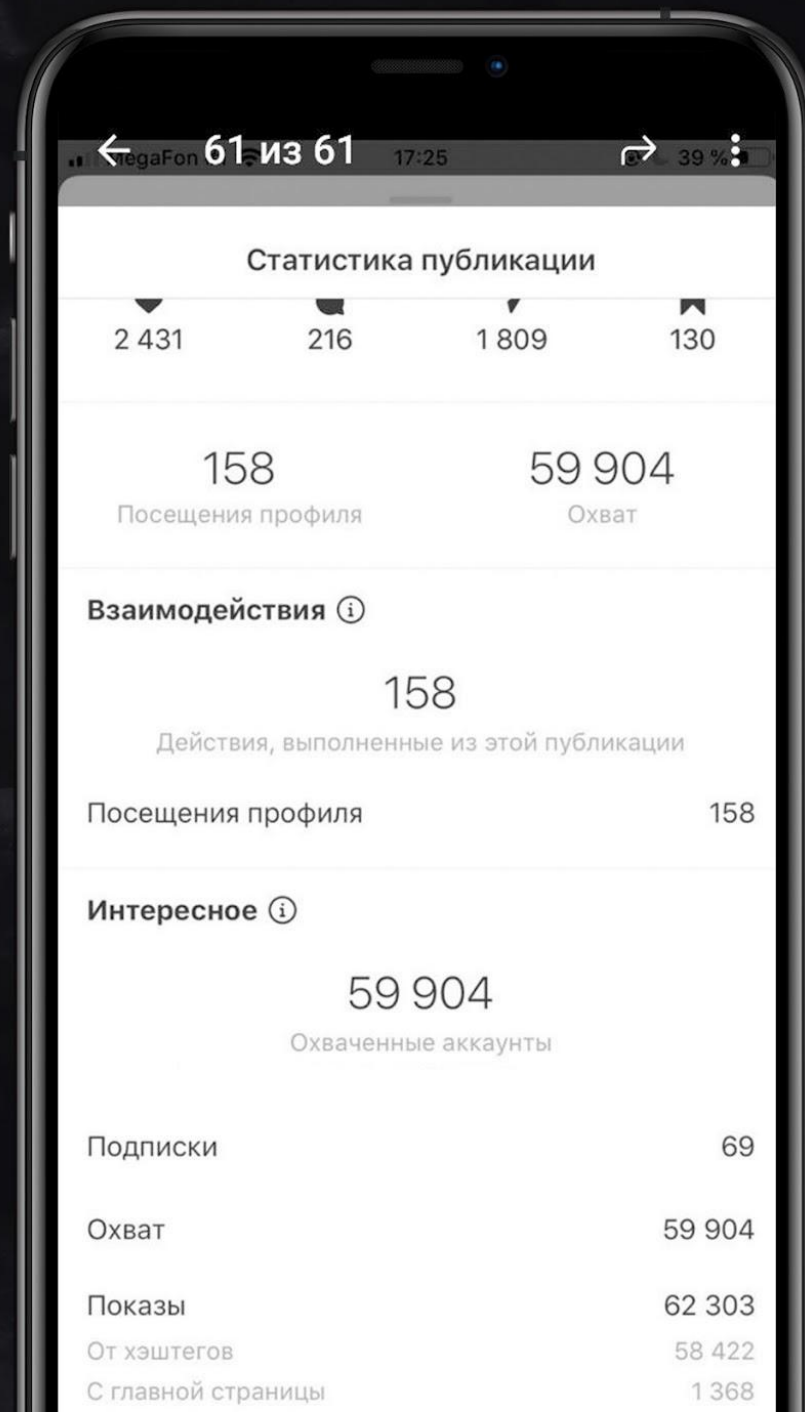 MegaFon 61 из 61 17:25 39 %
Статистика публикации
2 431 216 1 809 130
158 59 904
Посещения профиля Охват
Взаимодействия
158
Действия, выполненные из этой публикации
Посещения профиля 158
Интересное
59 904
Охваченные аккаунты
Подписки 69
Охват 59 904
Показы 62 303
От хэштегов 58 422
С главной страницы 1 368